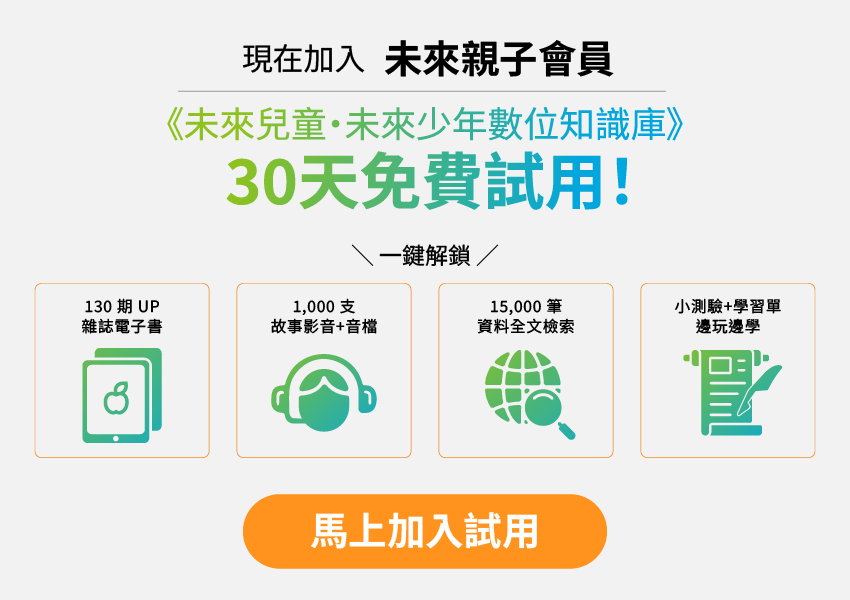 現在加入 未來親子會員
《未來兒童・未來少年數位知識庫》
30天免費試用！
＼ 一鍵解鎖 ／
130 期 UP
雜誌電子書
1,000 支
故事影音+音檔
15,000 筆
資料全文檢索
小測驗+學習單
邊玩邊學
馬上加入試用